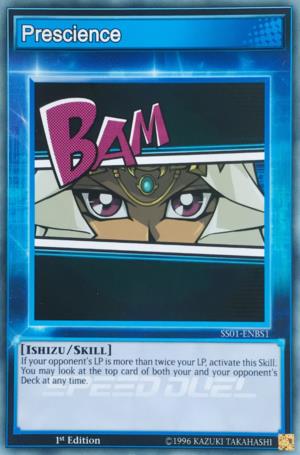 Prescience
BAM
SS01-ENBS1
[ISHIZU/SKILL]
If your opponent's LP is more than twice your LP, activate this Skill.
You may look at the top card of both your and your opponent's
Deck at any time.
SPEED DUEL
1st Edition
©1996 KAZUKI TAKAHASHI